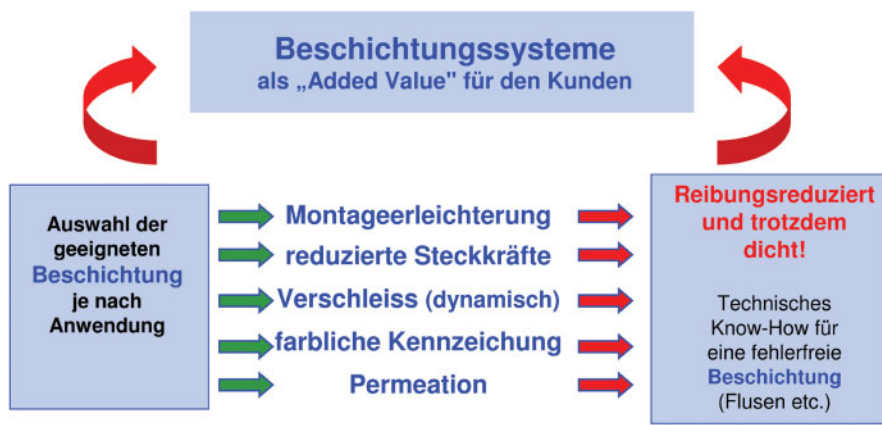 Beschichtungssysteme
als „Added Value" für den Kunden
Auswahl der
geeigneten
Beschichtung
je nach
Anwendung
Montageerleichterung
reduzierte Steckkräfte
Verschleiss (dynamisch)
farbliche Kennzeichung
Permeation
Reibungsreduziert
und trotzdem
dicht!
Technisches
Know-How für
eine fehlerfreie
Beschichtung
(Flusen etc.)